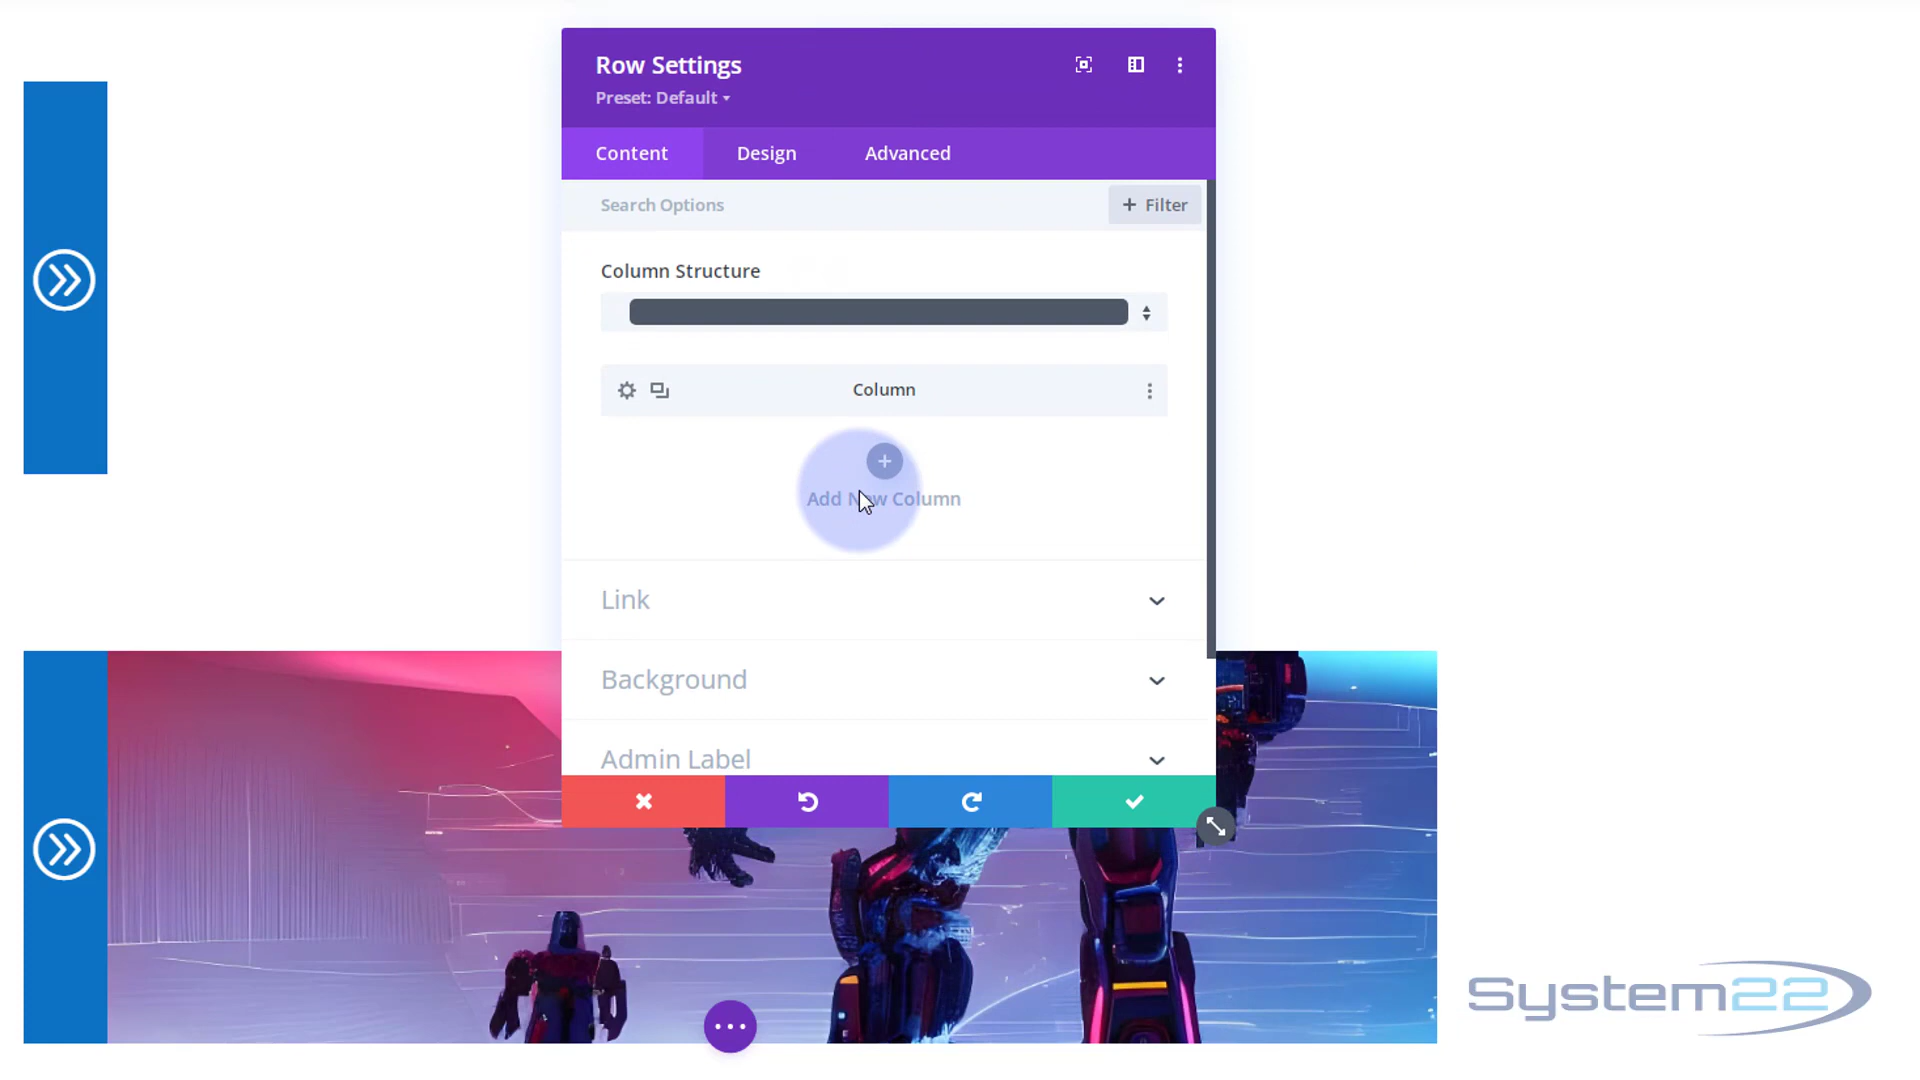 Row Settings
Preset: Default
Content Design Advanced
Search Options
+ Filter
Column Structure
Column
Add New Column
Link
Background
Admin Label
System22